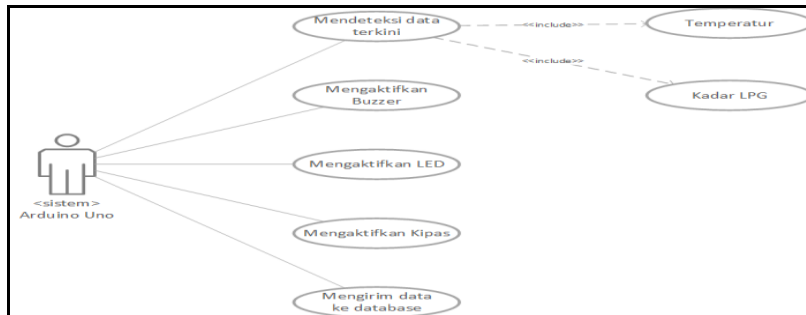 Mendeteksi data
terkini
<<include>>
Temperatur
<<include>>
Kadar LPG
Mengaktifkan
Buzzer
Mengaktifkan LED
<sistem>
Arduino Uno
Mengaktifkan Kipas
Mengirim data
ke database